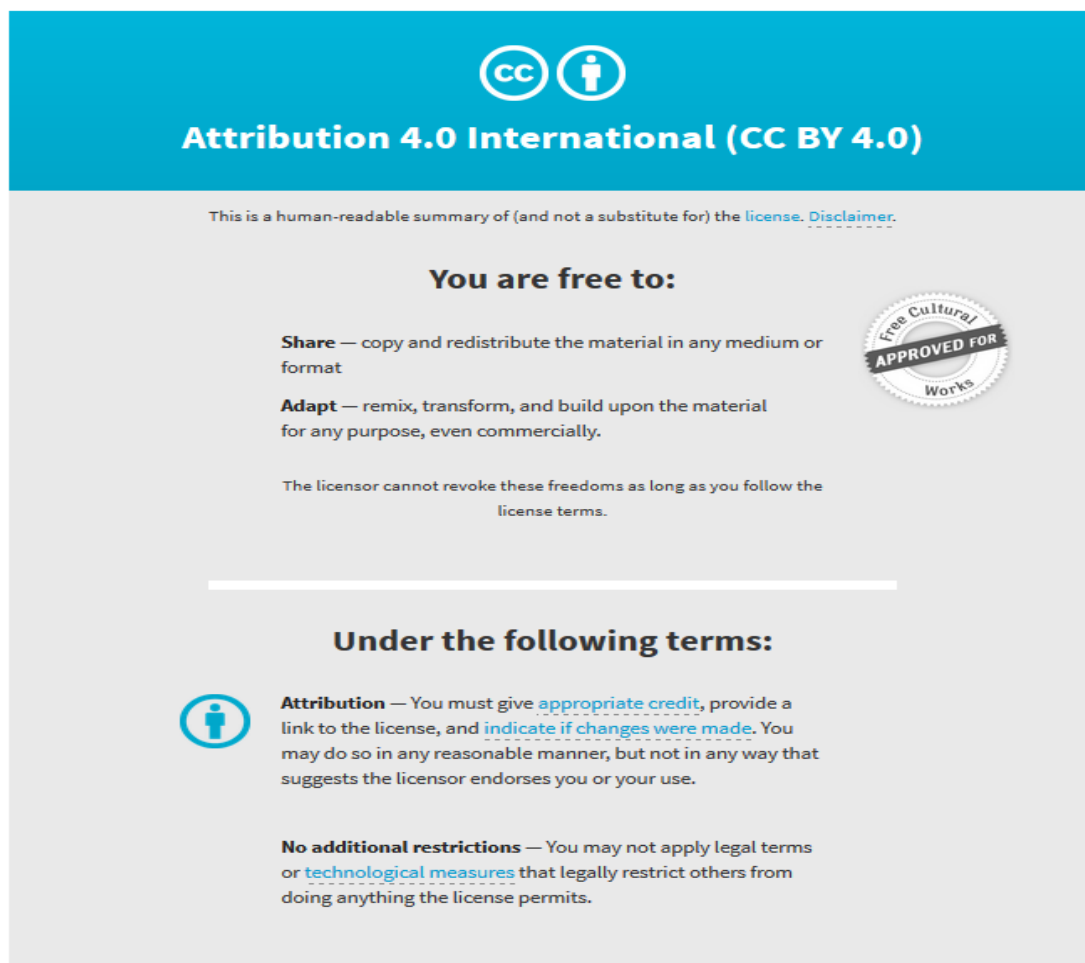 cc
Attribution 4.0 International (CC BY 4.0)
This is a human-readable summary of (and not a substitute for) the license. Disclaimer.
You are free to:
Free Cultural
APPROVED FOR
Works
Share — copy and redistribute the material in any medium or
format
Adapt — remix, transform, and build upon the material
for any purpose, even commercially.
The licensor cannot revoke these freedoms as long as you follow the
license terms.
Under the following terms:
Attribution — You must give appropriate credit, provide a
link to the license, and indicate if changes were made. You
may do so in any reasonable manner, but not in any way that
suggests the licensor endorses you or your use.
No additional restrictions — You may not apply legal terms
or technological measures that legally restrict others from
doing anything the license permits.